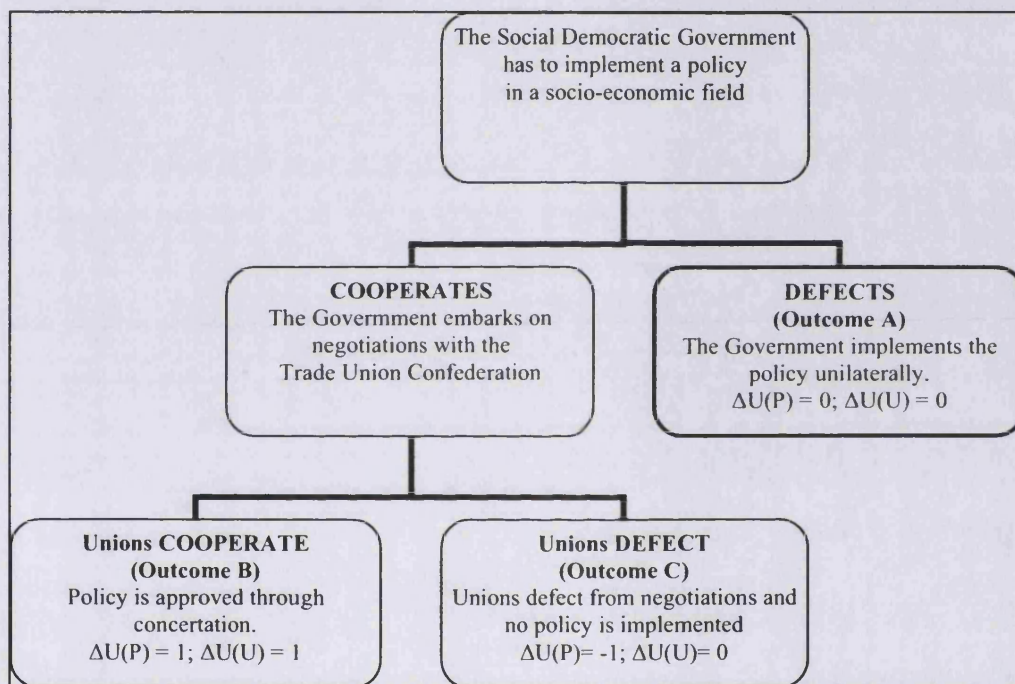 The Social Democratic Government
has to implement a policy
in a socio-economic field
COOPERATES
The Government embarks on
negotiations with the
Trade Union Confederation
DEFECTS
(Outcome A)
The Government implements the
policy unilaterally.
ΔU(P) = 0; ΔU(U) = 0
Unions COOPERATE
(Outcome B)
Policy is approved through
concertation.
ΔU(P) = 1; ΔU(U) = 1
Unions DEFECT
(Outcome C)
Unions defect from negotiations and
no policy is implemented
ΔU(P)= -1; ΔU(U)= 0